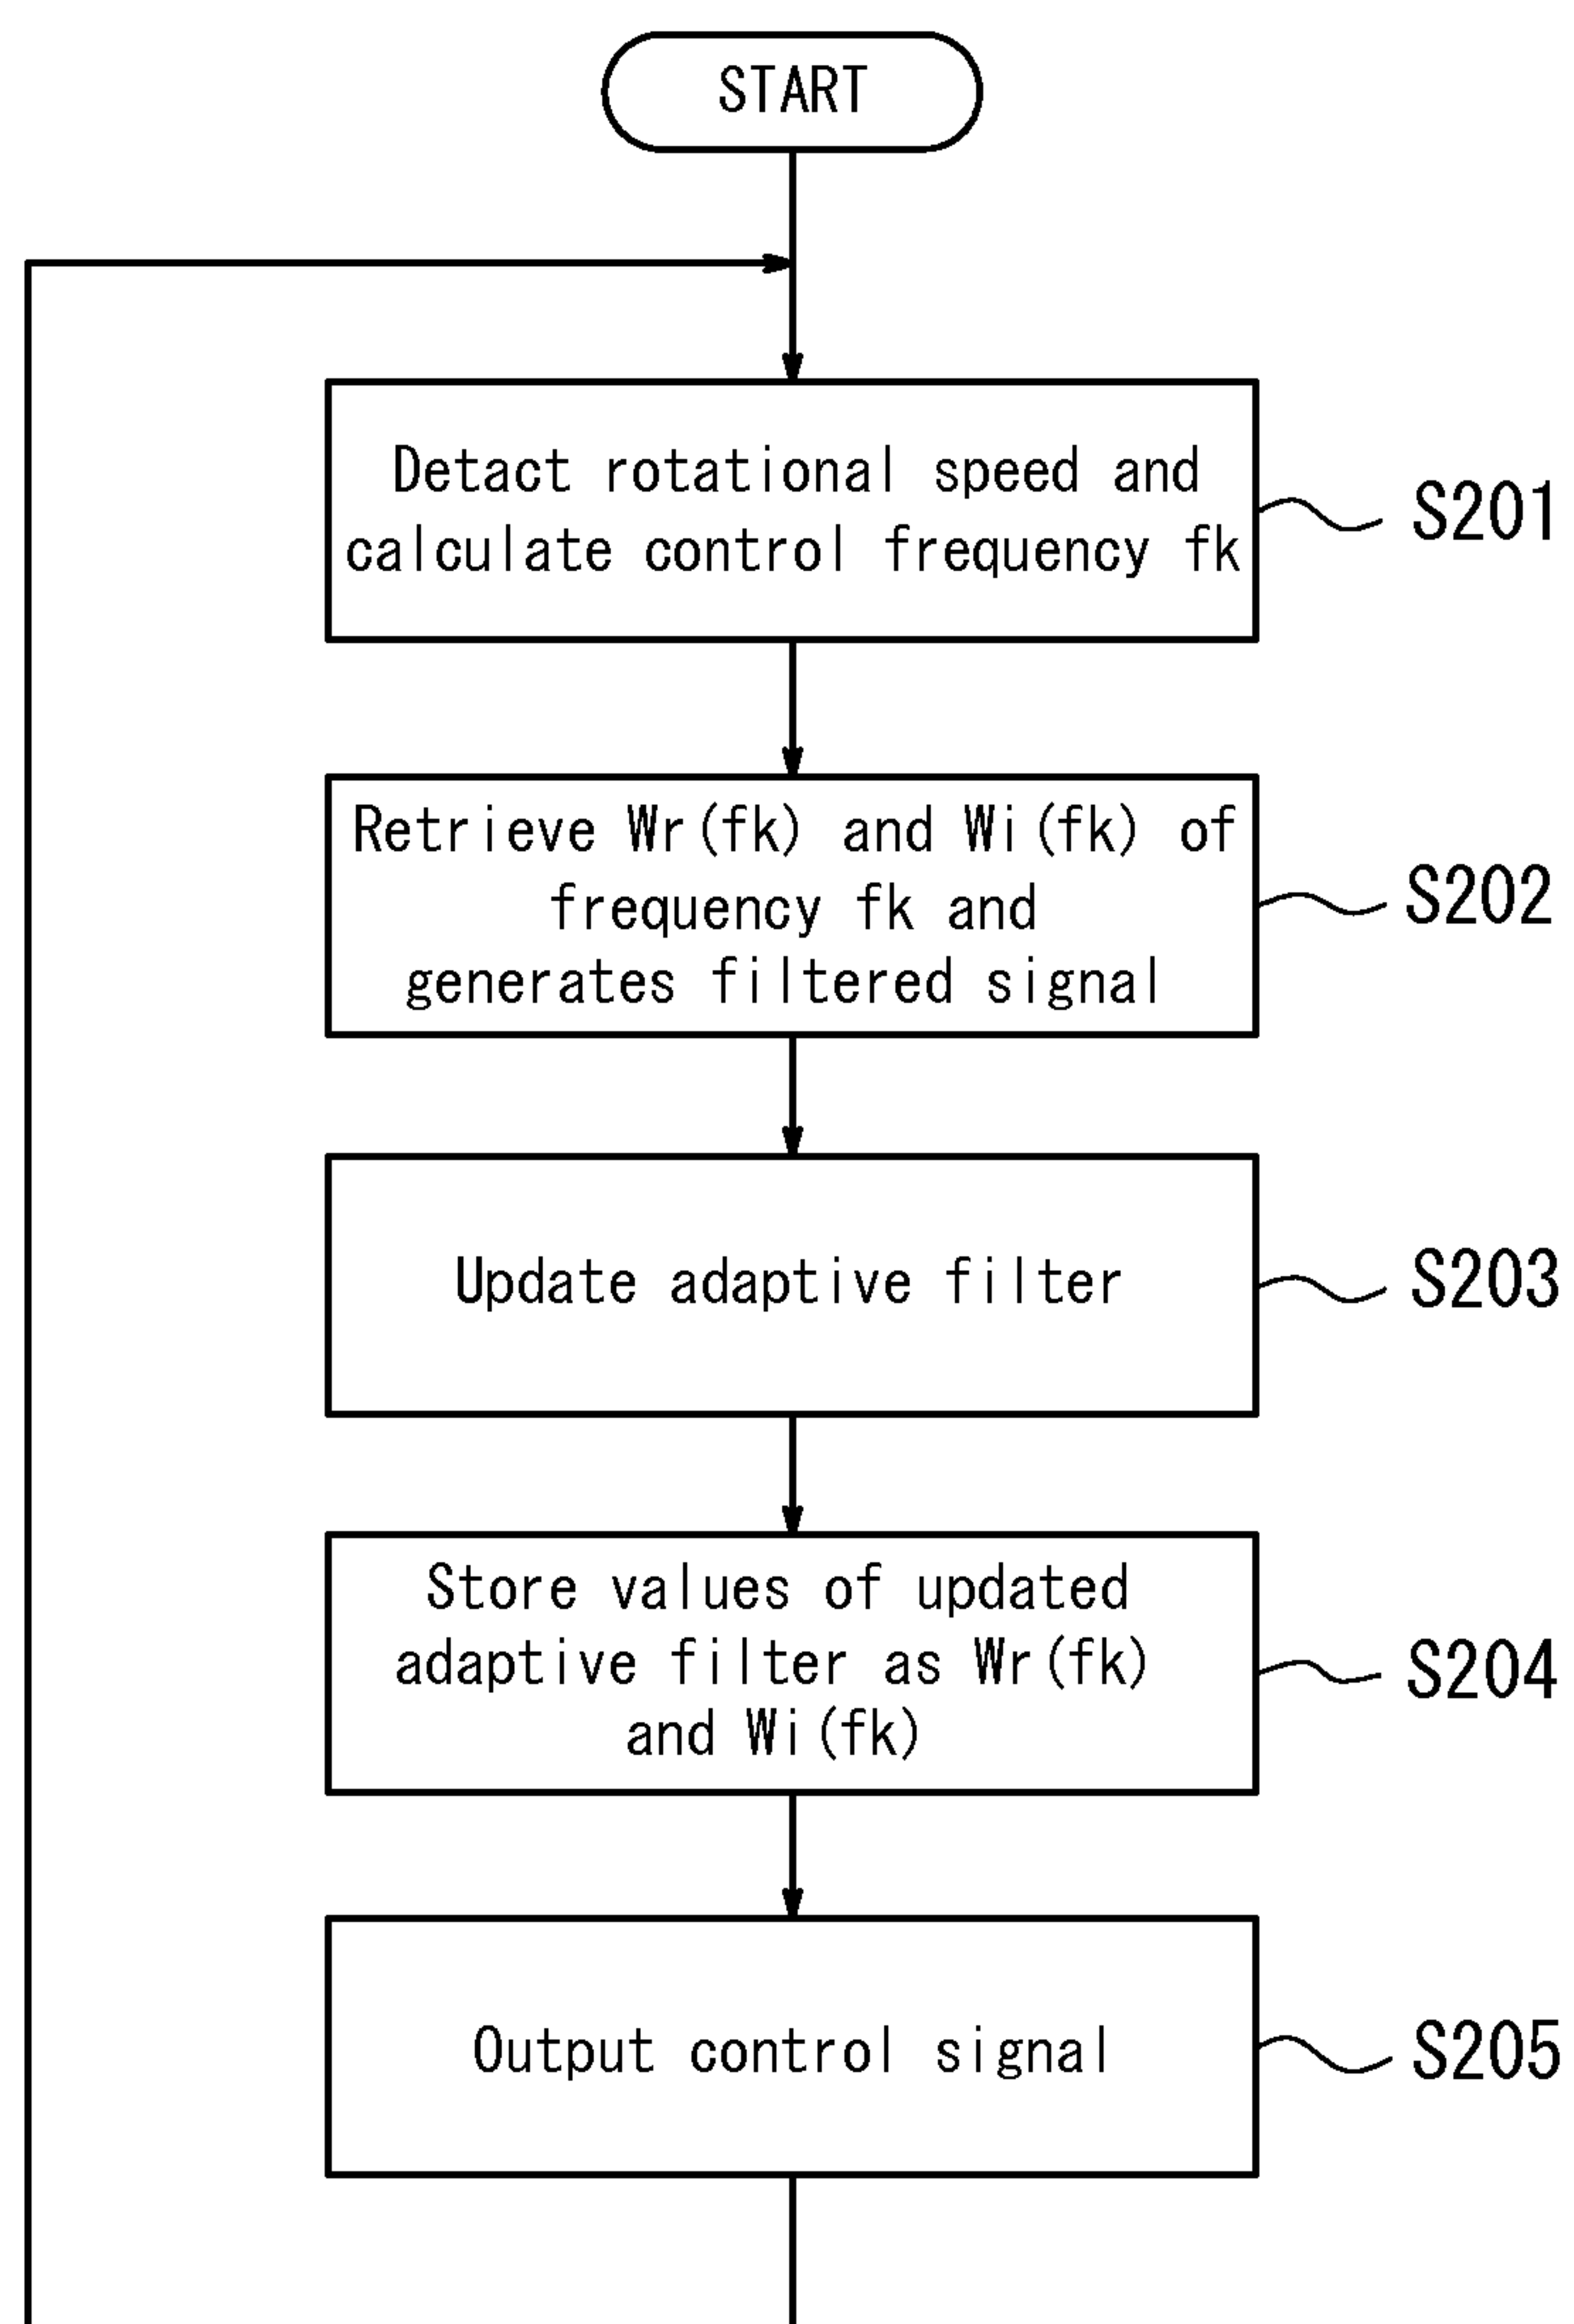 START
Detact rotational speed and
calculate control frequency fk
S201
Retrieve Wr(fk) and Wi(fk) of
frequency fk and
generates filtered signal
S202
Update adaptive filter
S203
Store values of updated
adaptive filter as Wr(fk)
and Wi(fk)
S204
Output control signal
S205